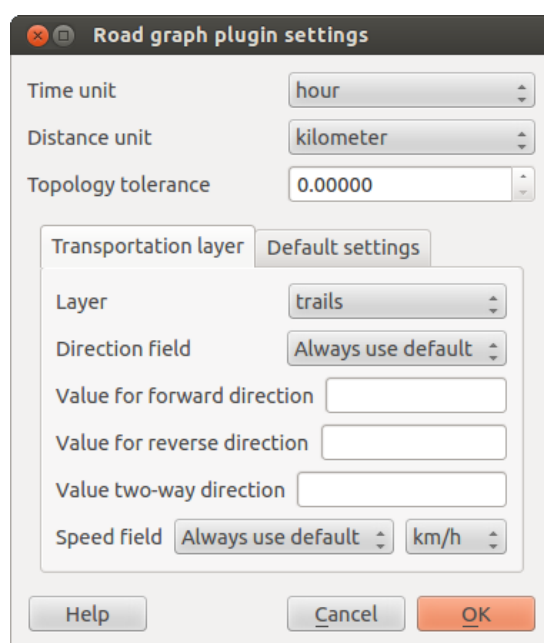 Road graph plugin settings
Time unit hour
Distance unit kilometer
Topology tolerance 0.00000
Transportation layer Default settings
Layer trails
Direction field Always use default
Value for forward direction
Value for reverse direction
Value two-way direction
Speed field Always use default km/h
Help Cancel OK